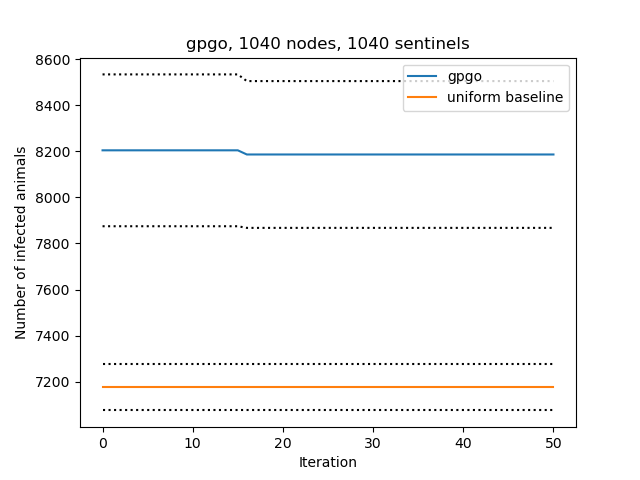 gpgo, 1040 nodes, 1040 sentinels
gpgo
uniform baseline
Number of infected animals
8600
8400
8200
8000
7800
7600
7400
7200
0 10 20 30 40 50
Iteration